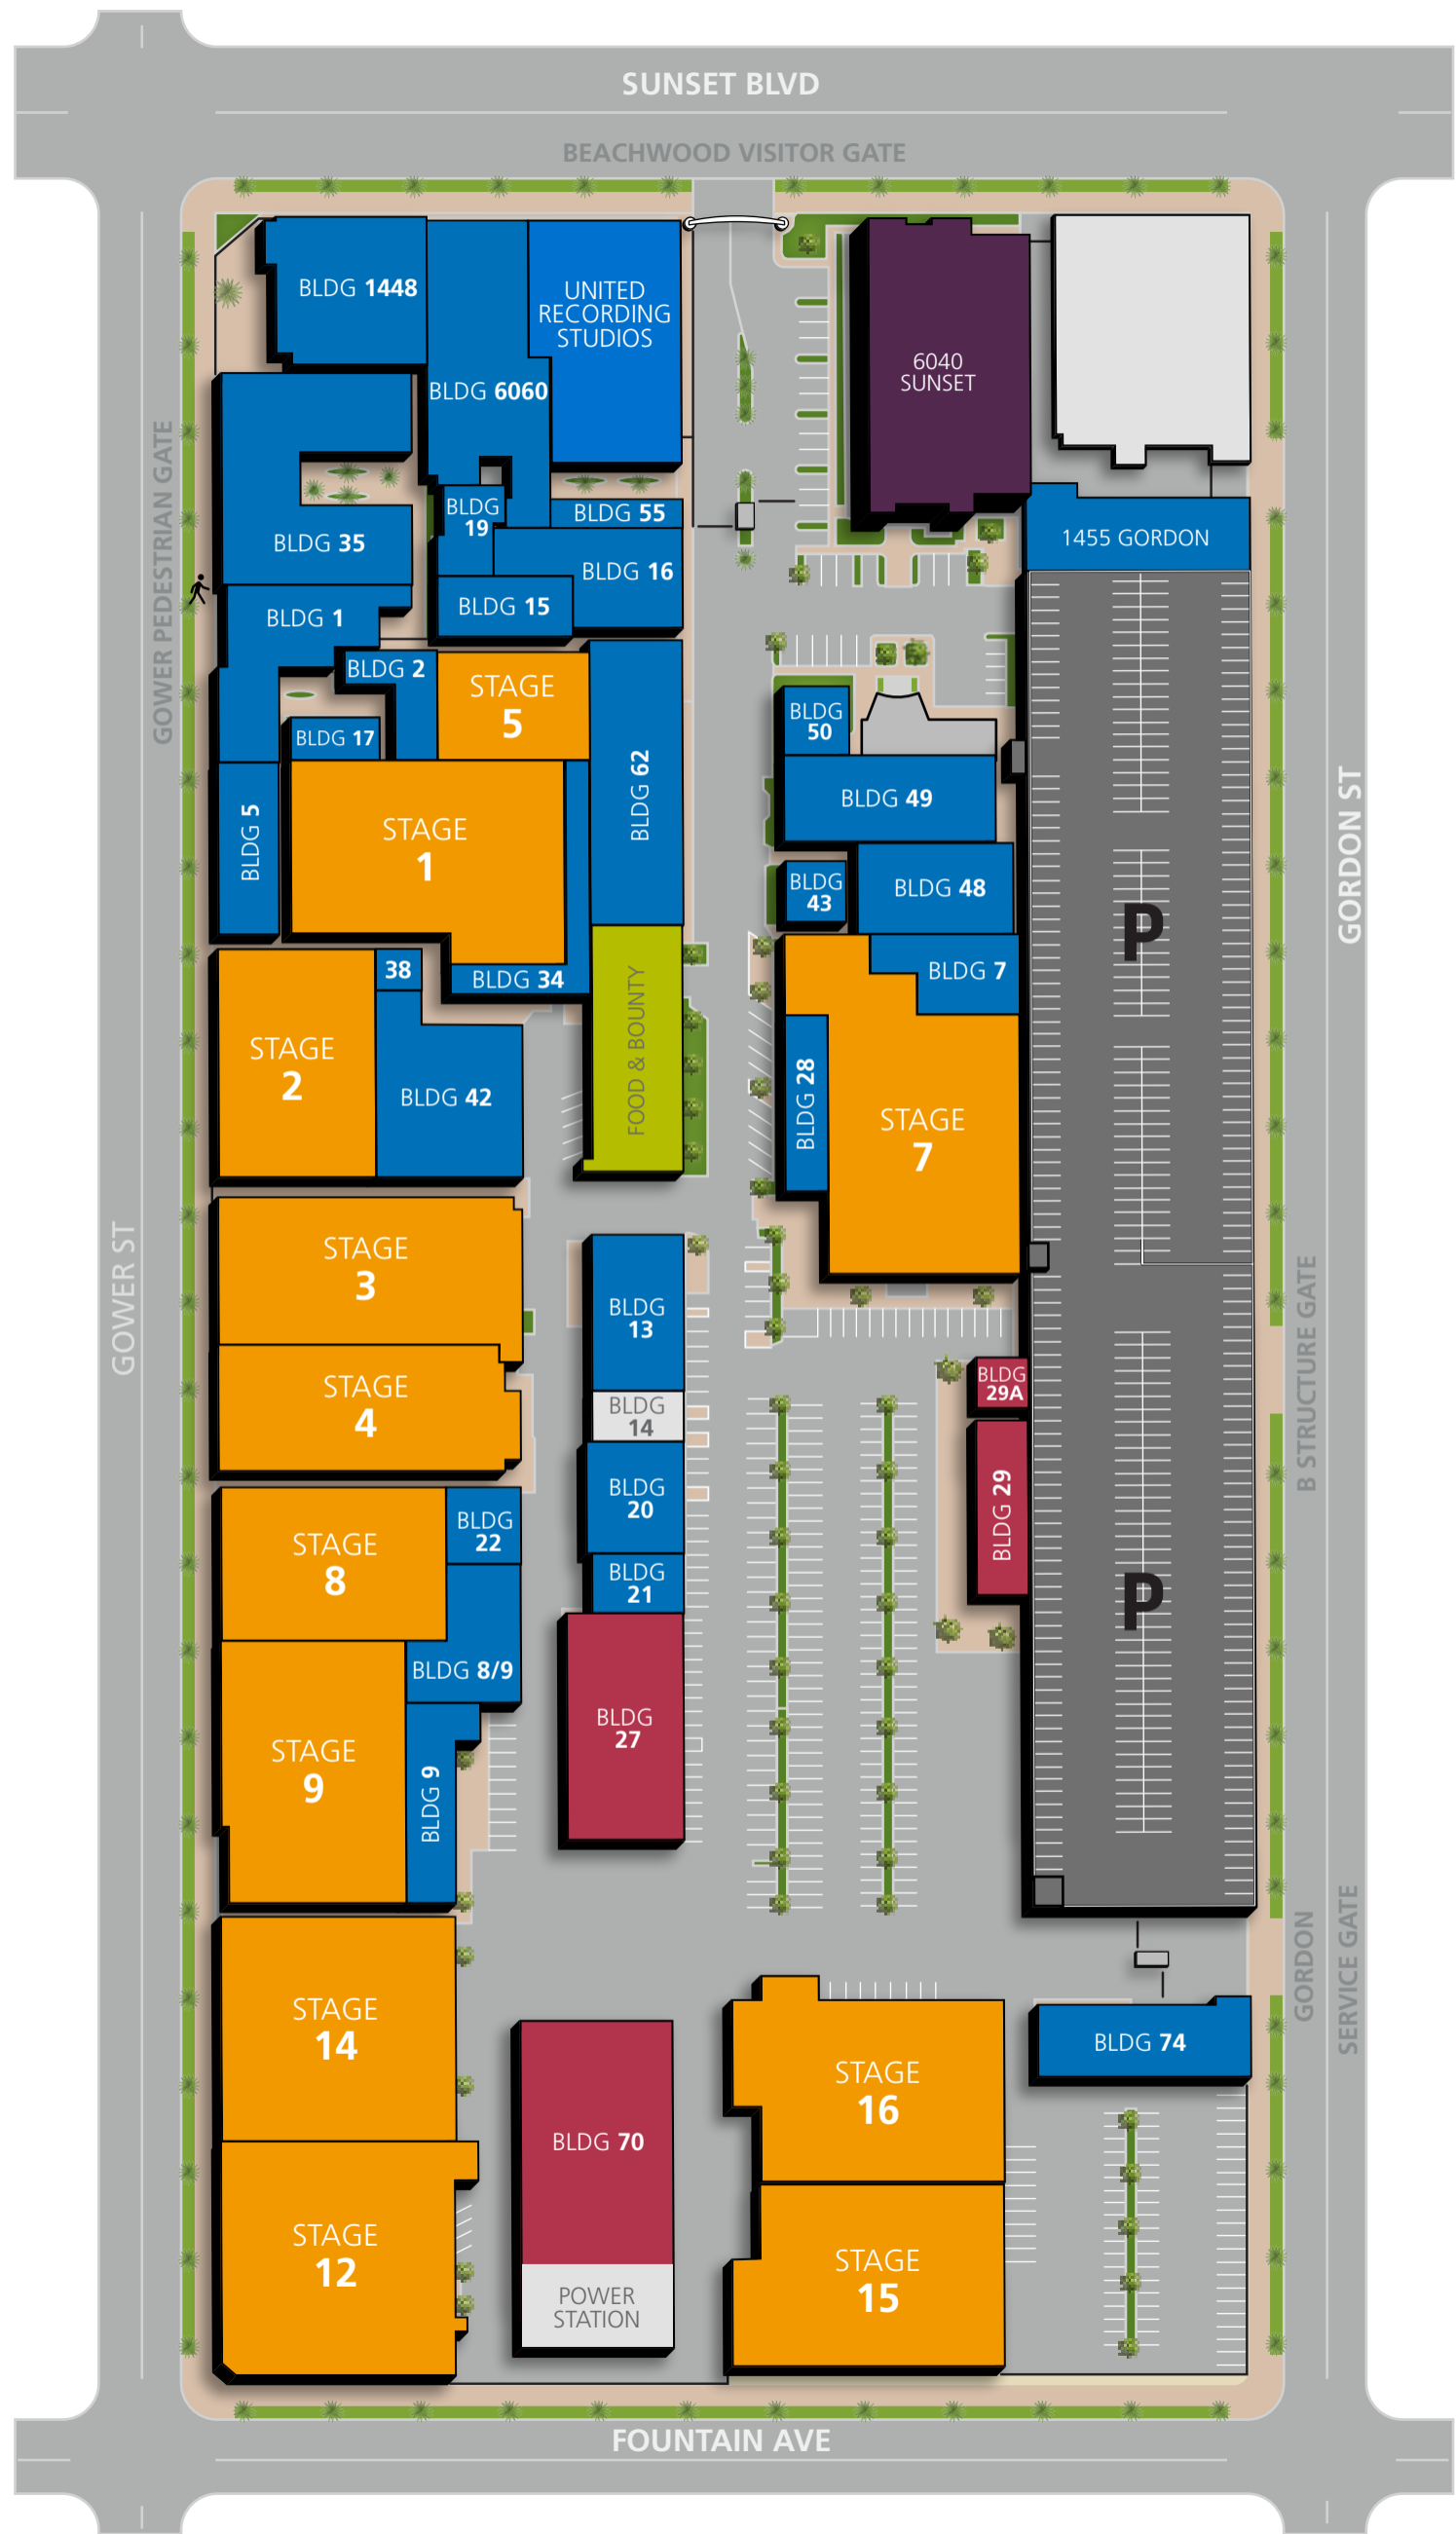 SUNSET BLVD
BEACHWOOD VISITOR GATE
BLDG 1448
UNITED
RECORDING
STUDIOS
BLDG 6060
6040
SUNSET
BLDG
19
BLDG 55
BLDG 35
1455 GORDON
BLDG 16
BLDG 15
BLDG 1
GOWER PEDESTRIAN GATE
BLDG 2
STAGE
5
BLDG 17
BLDG 62
BLDG
50
BLDG 49
BLDG 5
STAGE
1
BLDG
43
BLDG 48
GORDON ST
P
BLDG 34
38
BLDG 7
STAGE
2
BLDG 42
FOOD & BOUNTY
BLDG 28
STAGE
7
GOWER ST
STAGE
3
BLDG
13
B STRUCTURE GATE
STAGE
4
BLDG
14
BLDG
29A
BLDG
20
BLDG 29
STAGE
8
BLDG
22
BLDG
21
P
BLDG 8/9
BLDG
27
STAGE
9
BLDG 9
GORDON
SERVICE GATE
STAGE
14
BLDG 74
STAGE
16
BLDG 70
STAGE
12
STAGE
15
POWER
STATION
FOUNTAIN AVE